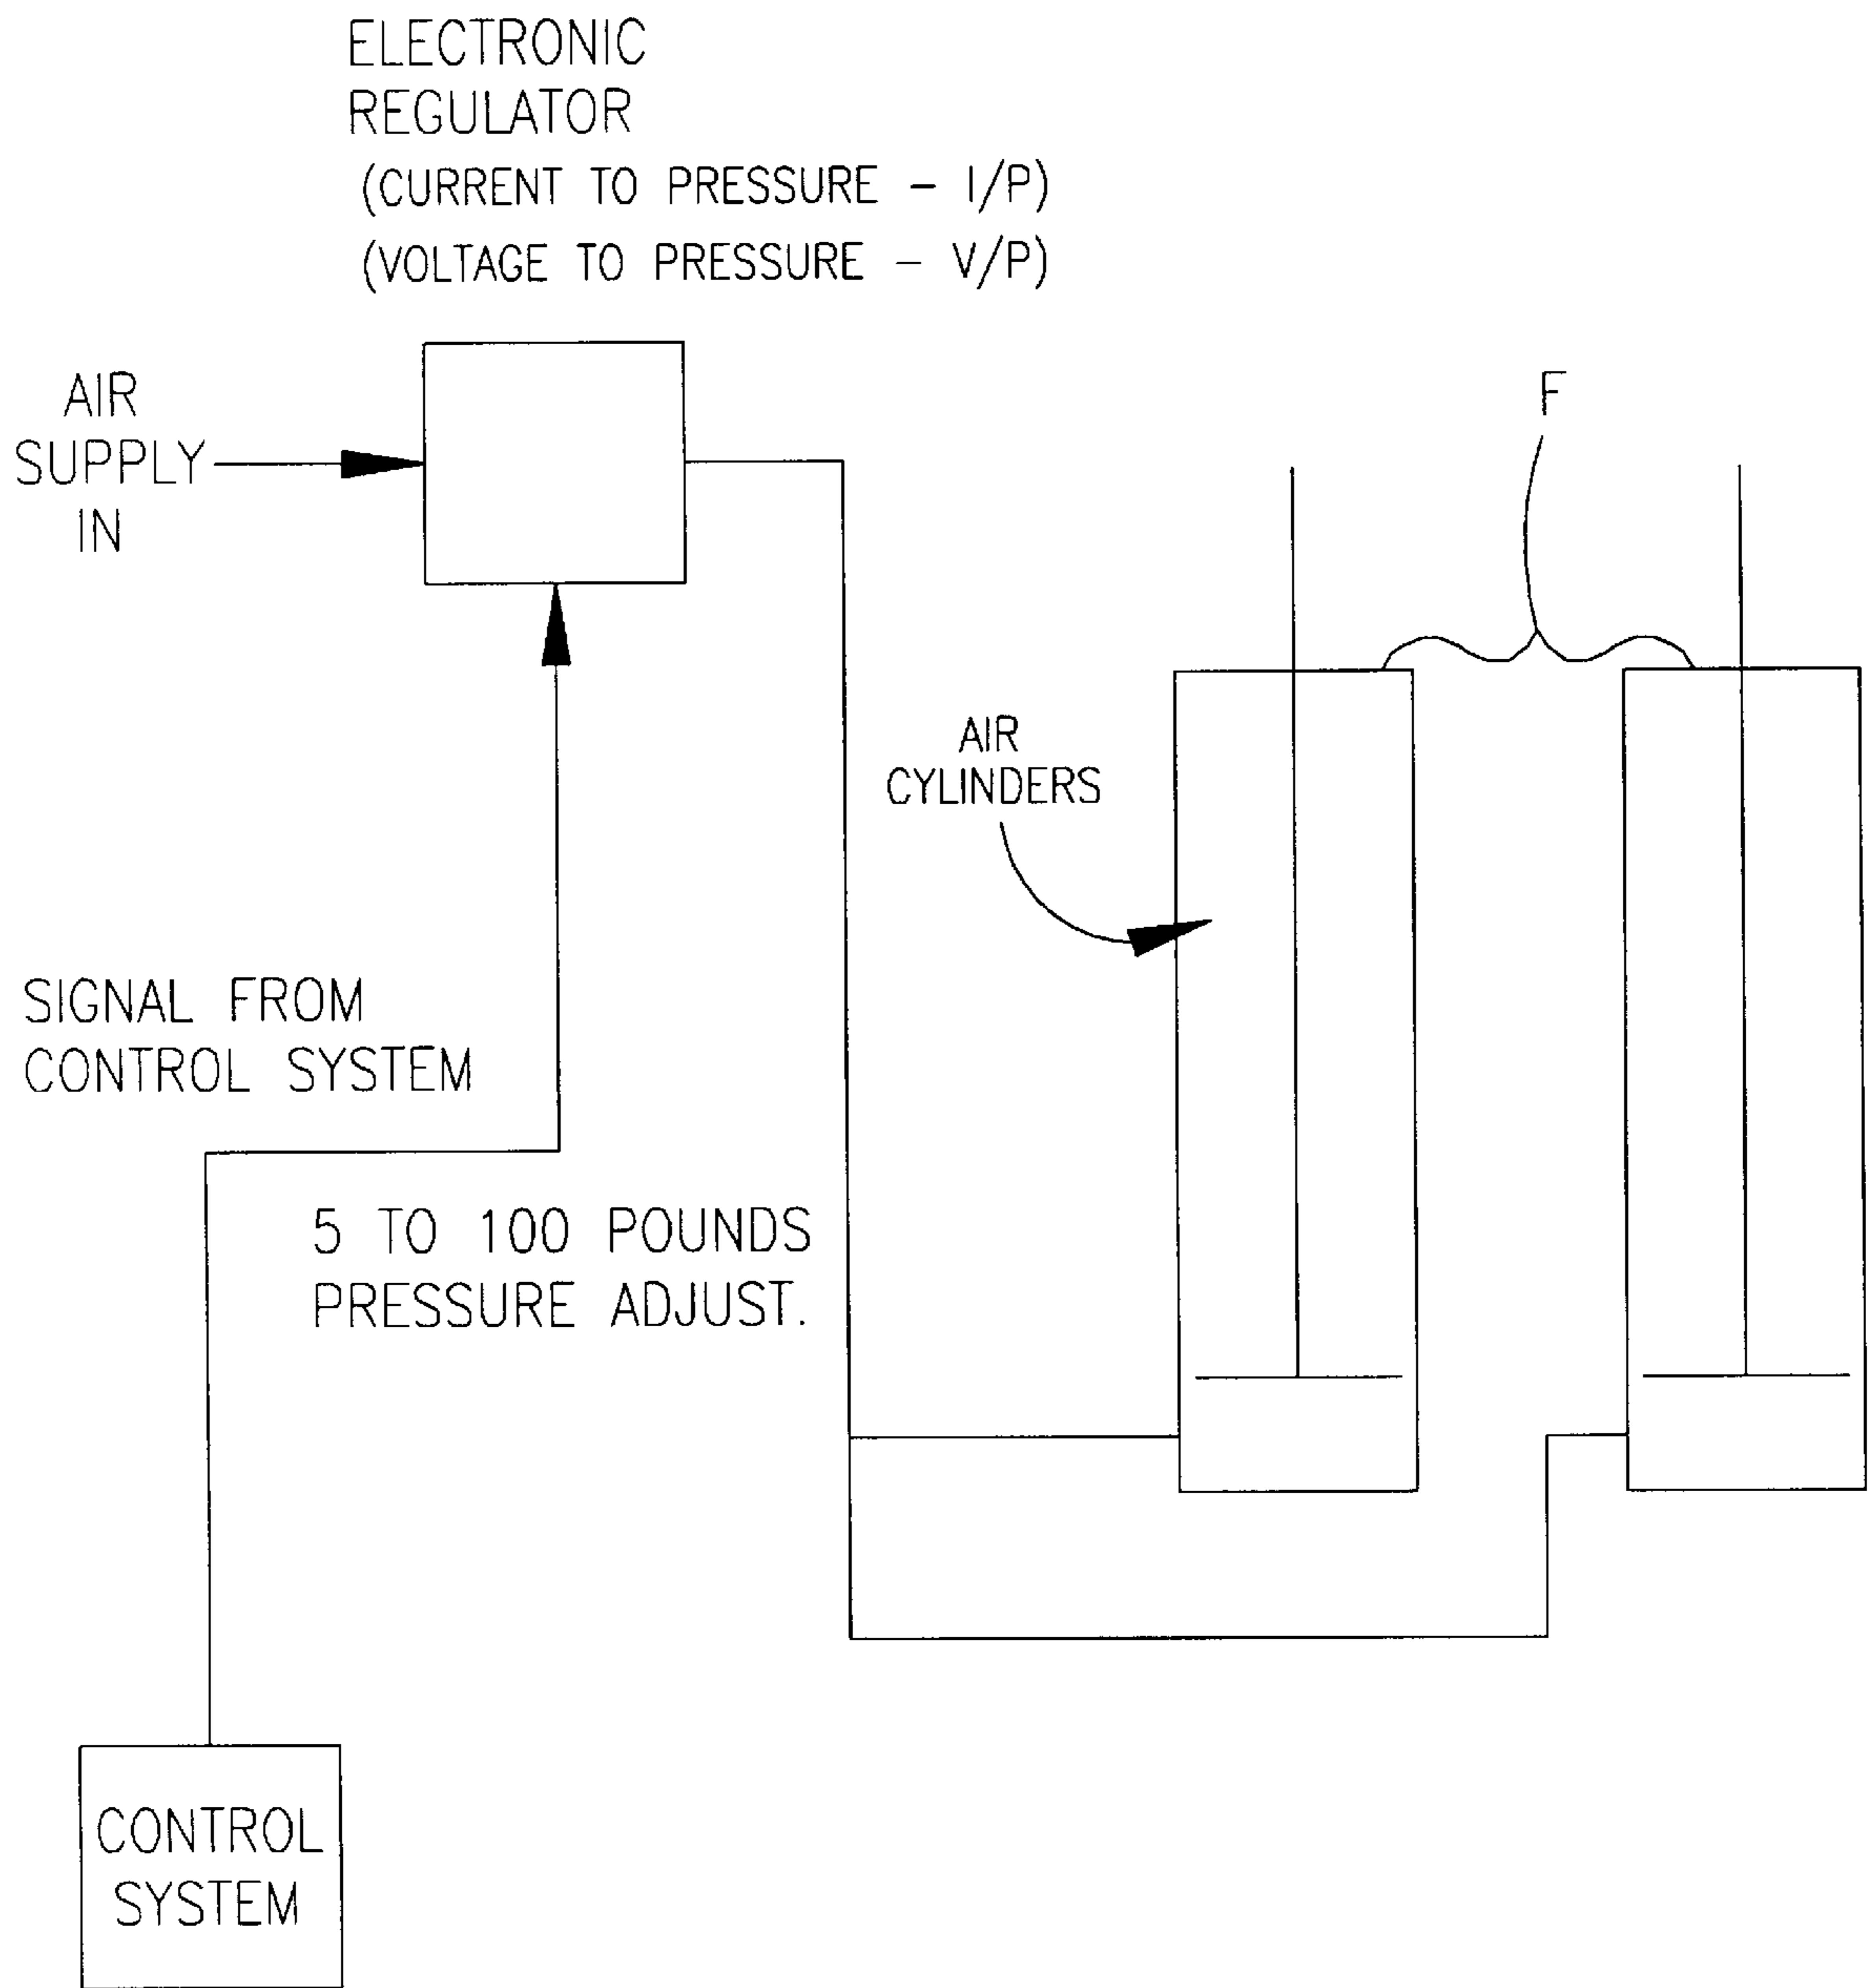 ELECTRONIC
REGULATOR
(CURRENT TO PRESSURE - I/P)
(VOLTAGE TO PRESSURE - V/P)
AIR
SUPPLY
IN
F
AIR
CYLINDERS
SIGNAL FROM
CONTROL SYSTEM
5 TO 100 POUNDS
PRESSURE ADJUST.
CONTROL
SYSTEM